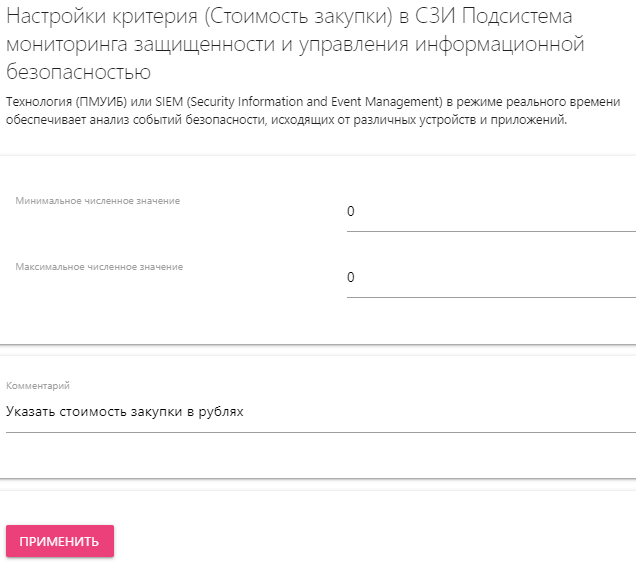 Настройки критерия (Стоимость закупки) в СЗИ Подсистема
мониторинга защищенности и управления информационной
безопасностью
Технология (ПМУИБ) или SIEM (Security Information and Event Management) в режиме реального времени
обеспечивает анализ событий безопасности, исходящих от различных устройств и приложений.
Минимальное численное значение
0
Максимальное численное значение
0
Комментарий
Указать стоимость закупки в рублях
ПРИМЕНИТЬ